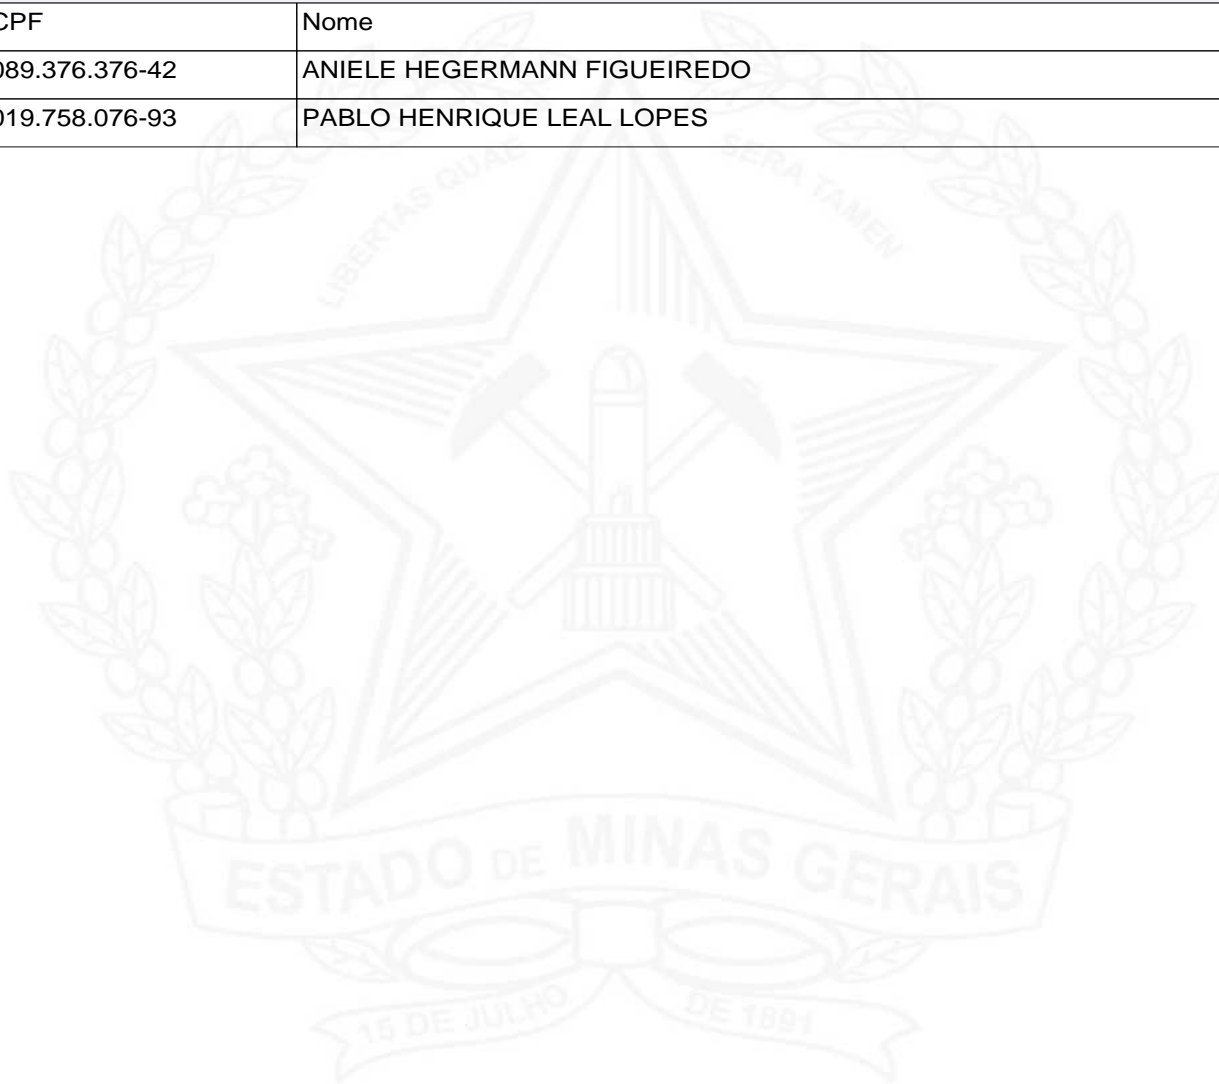 CPF Nome
089.376.376-42 ANIELE HEGERMANN FIGUEIREDO
019.758.076-93 PABLO HENRIQUE LEAL LOPES
LIBERTAS QUAE SERA TAMEN
ESTADO DE MINAS GERAIS
15 DE JULHO DE 1891